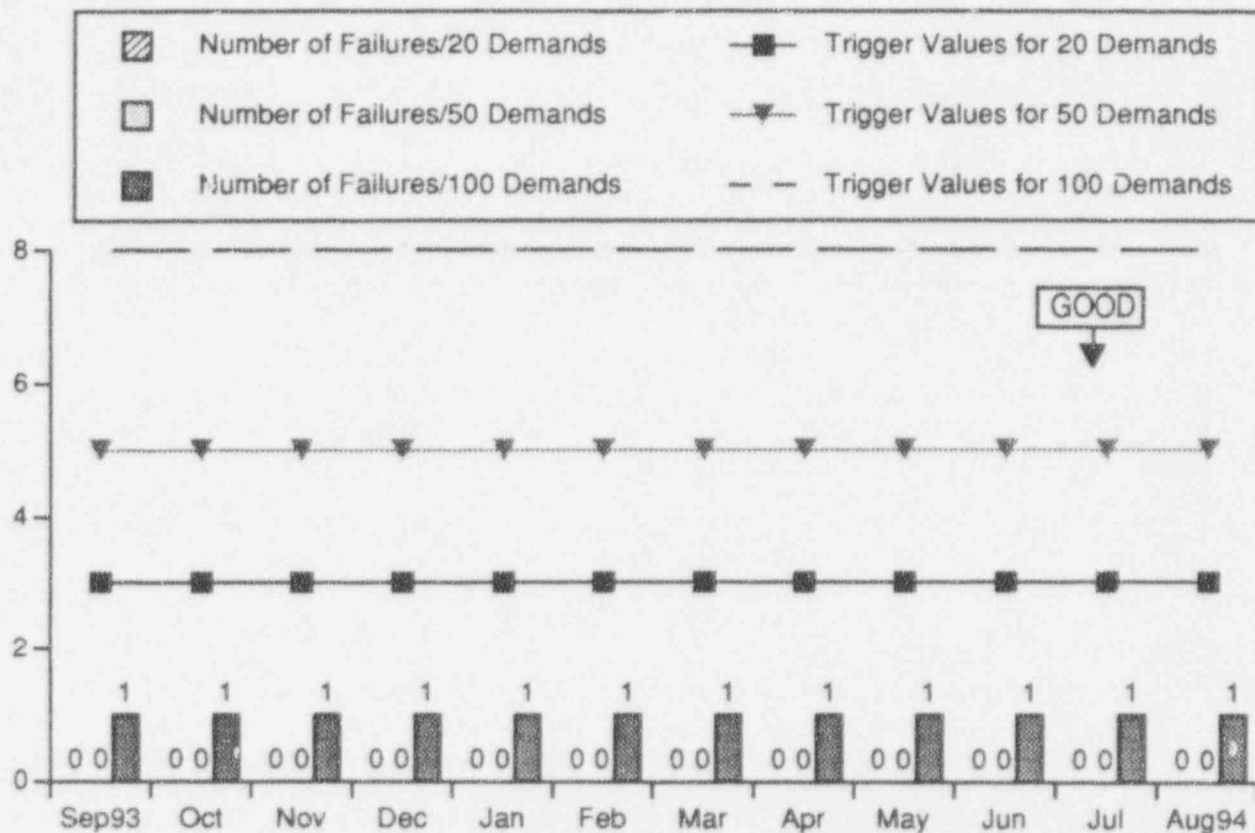 Number of Failures/20 Demands
Trigger Values for 20 Demands
Number of Failures/50 Demands
Trigger Values for 50 Demands
Number of Failures/100 Demands
Trigger Values for 100 Demands
8
GOOD
6
4
2
1 1 1 1 1 1 1 1 1 1 1 1
0 0 0 0 0 0 0 0 0 0 0 0 0 0 0 0 0 0 0 0 0 0 0 0
0
Sep93 Oct Nov Dec Jan Feb Mar Apr May Jun Jul Aug94